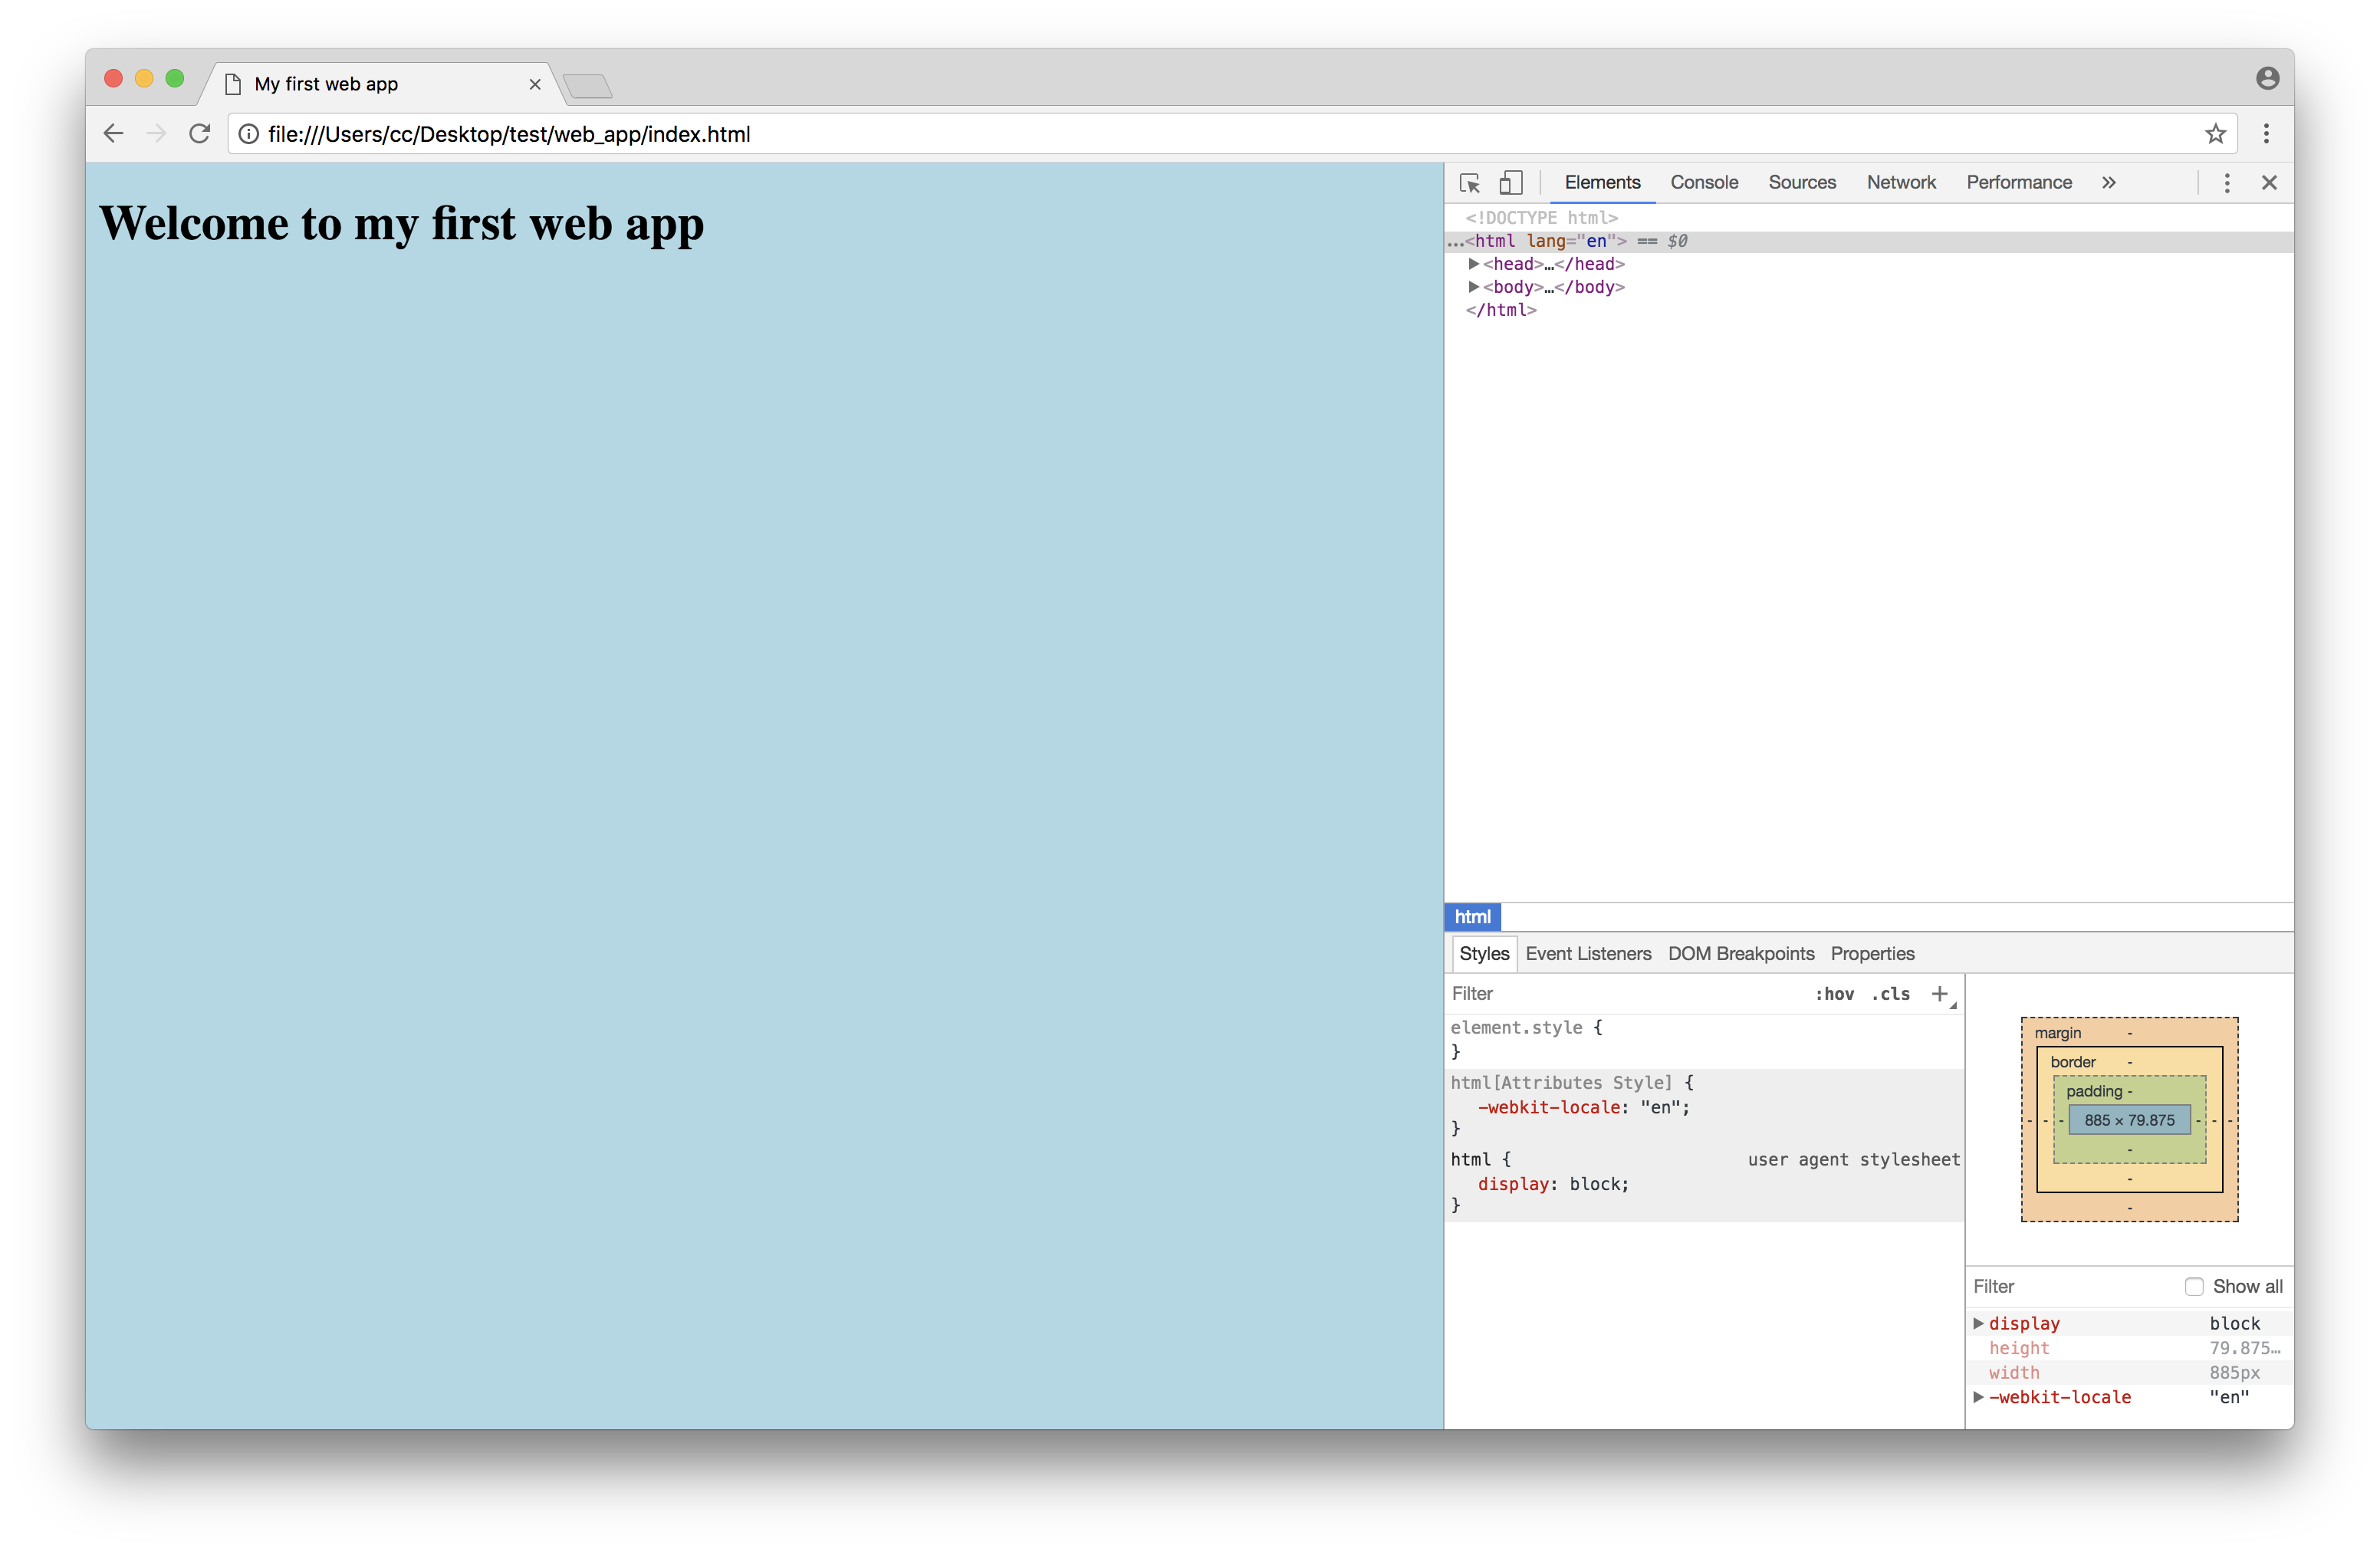 My first web app
file:///Users/cc/Desktop/test/web_app/index.html
Welcome to my first web app
Elements Console Sources Network Performance »
<!DOCTYPE html>
…<html lang="en"> == $0
▶<head>…</head>
▶<body>…</body>
</html>
html
Styles Event Listeners DOM Breakpoints Properties
Filter :hov .cls +
element.style {
}
html[Attributes Style] {
-webkit-locale: "en";
}
html { user agent stylesheet
display: block;
}
margin -
border -
padding -
- - - 885 × 79.875 - - -
-
-
-
Filter Show all
▶ display block
height 79.875…
width 885px
▶ -webkit-locale "en"